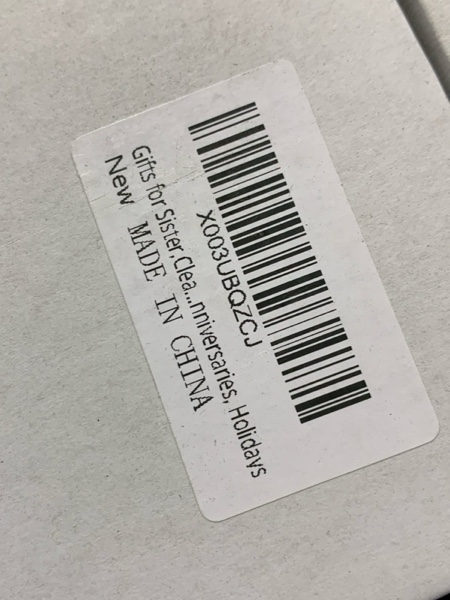 X003UBQZCJ
Gifts for Sister,Clea...nniversaries, Holidays
New MADE IN CHINA